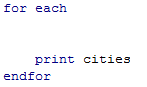 for each
print cities
endfor